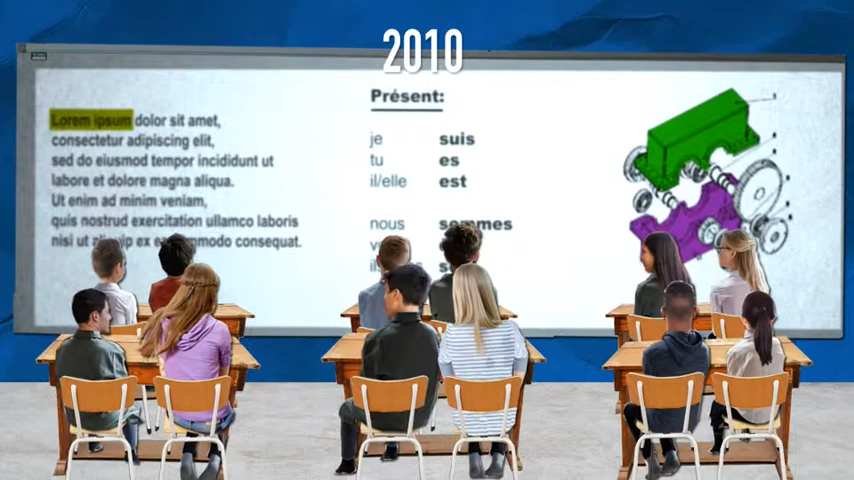 2010
Lorem ipsum dolor sit amet,
consectetur adipiscing elit,
sed do eiusmod tempor incididunt ut
labore et dolore magna aliqua.
Ut enim ad minim veniam,
quis nostrud exercitation ullamco laboris
nisi ut ex commodo consequat.
Présent:
je suis
tu es
il/elle est
nous sommes